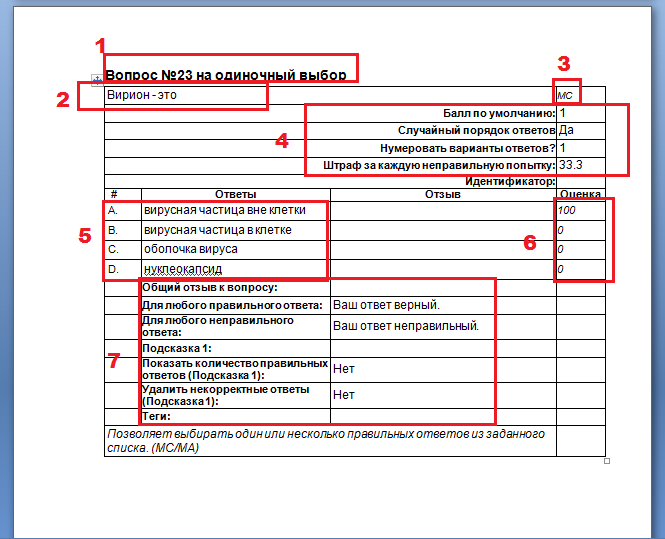 1
Вопрос №23 на одиночный выбор
3
2
Вирион - это
МС
4
Балл по умолчанию: 1
Случайный порядок ответов Да
Нумеровать варианты ответов? 1
Штраф за каждую неправильную попытку: 33.3
Идентификатор:
# Ответы Отзыв Оценка
5
6
A. вирусная частица вне клетки 100
B. вирусная частица в клетке 0
C. оболочка вируса 0
D. нуклеокапсид 0
7
Общий отзыв к вопросу:
Для любого правильного ответа: Ваш ответ верный.
Для любого неправильного
ответа: Ваш ответ неправильный.
Подсказка 1:
Показать количество правильных
ответов (Подсказка 1): Нет
Удалить некорректные ответы
(Подсказка 1): Нет
Теги:
Позволяет выбирать один или несколько правильных ответов из заданного
списка. (МС/МА)